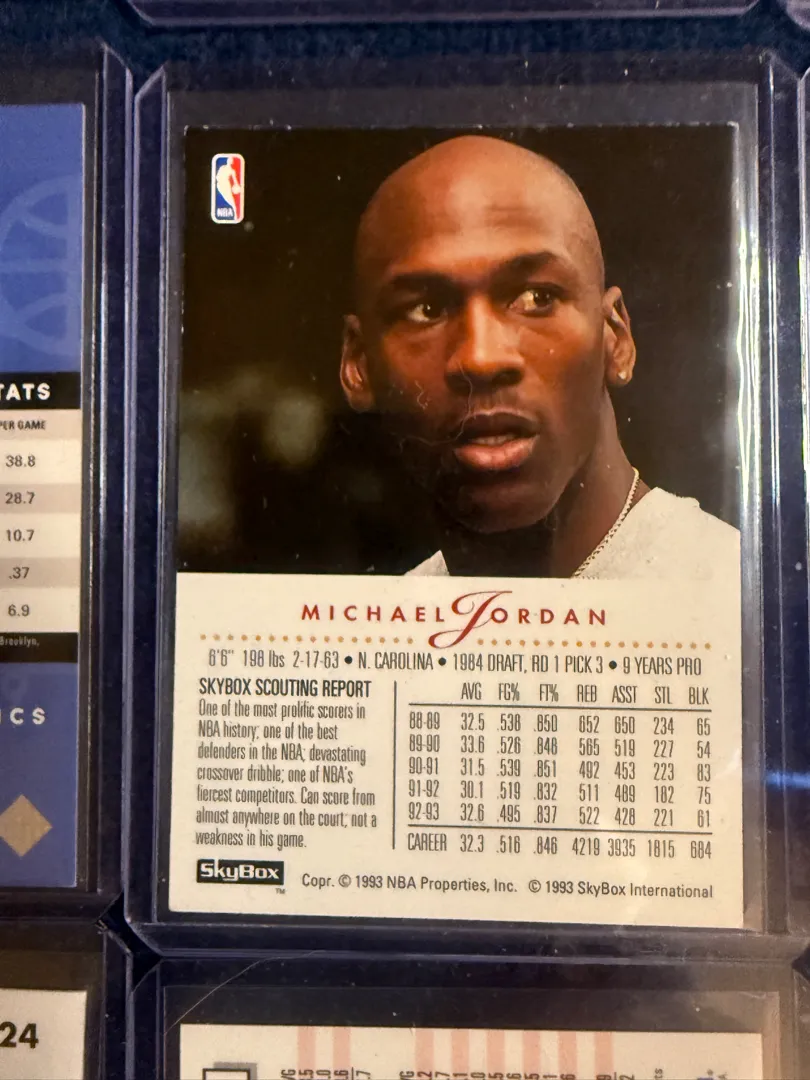 NBA
MICHAEL JORDAN
6'6" 198 lbs 2-17-63 • N. CAROLINA • 1984 DRAFT, RD 1 PICK 3 • 9 YEARS PRO
SKYBOX SCOUTING REPORT
One of the most prolific scorers in
NBA history; one of the best
defenders in the NBA; devastating
crossover dribble; one of NBA's
fiercest competitors. Can score from
almost anywhere on the court; not a
weakness in his game.
AVG FG% FT% REB ASST STL BLK
88-89 32.5 .538 .850 652 650 234 65
89-90 33.6 .526 .848 565 519 227 54
90-91 31.5 .539 .851 492 453 223 83
91-92 30.1 .519 .832 511 489 182 75
92-93 32.6 .495 .837 522 428 221 61
CAREER 32.3 .516 .846 4219 3935 1815 684
SkyBox TM
Copr. © 1993 NBA Properties, Inc. © 1993 SkyBox International
TATS
PER GAME
38.8
28.7
10.7
.37
6.9
Brooklyn,
ICS
24